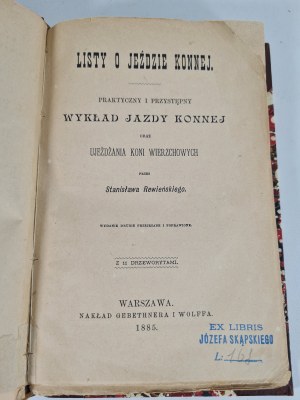 LISTY O JEŹDZIE KONNEJ.
PRAKTYCZNY I PRZYSTĘPNY
WYKŁAD JAZDY KONNEJ
ORAZ
UJEŻDŻANIA KONI WIERZCHOWYCH
PRZEZ
Stanisława Rewieńskiego.
WYDANIE DRUGIE PRZEJRZANE I POPRAWIONE.
Z 12 DRZEWORYTAMI.
WARSZAWA.
NAKŁAD GEBETHNERA I WOLFFA.
1885.
EX LIBRIS
JÓZEFA SKĄPSKIEGO
L.